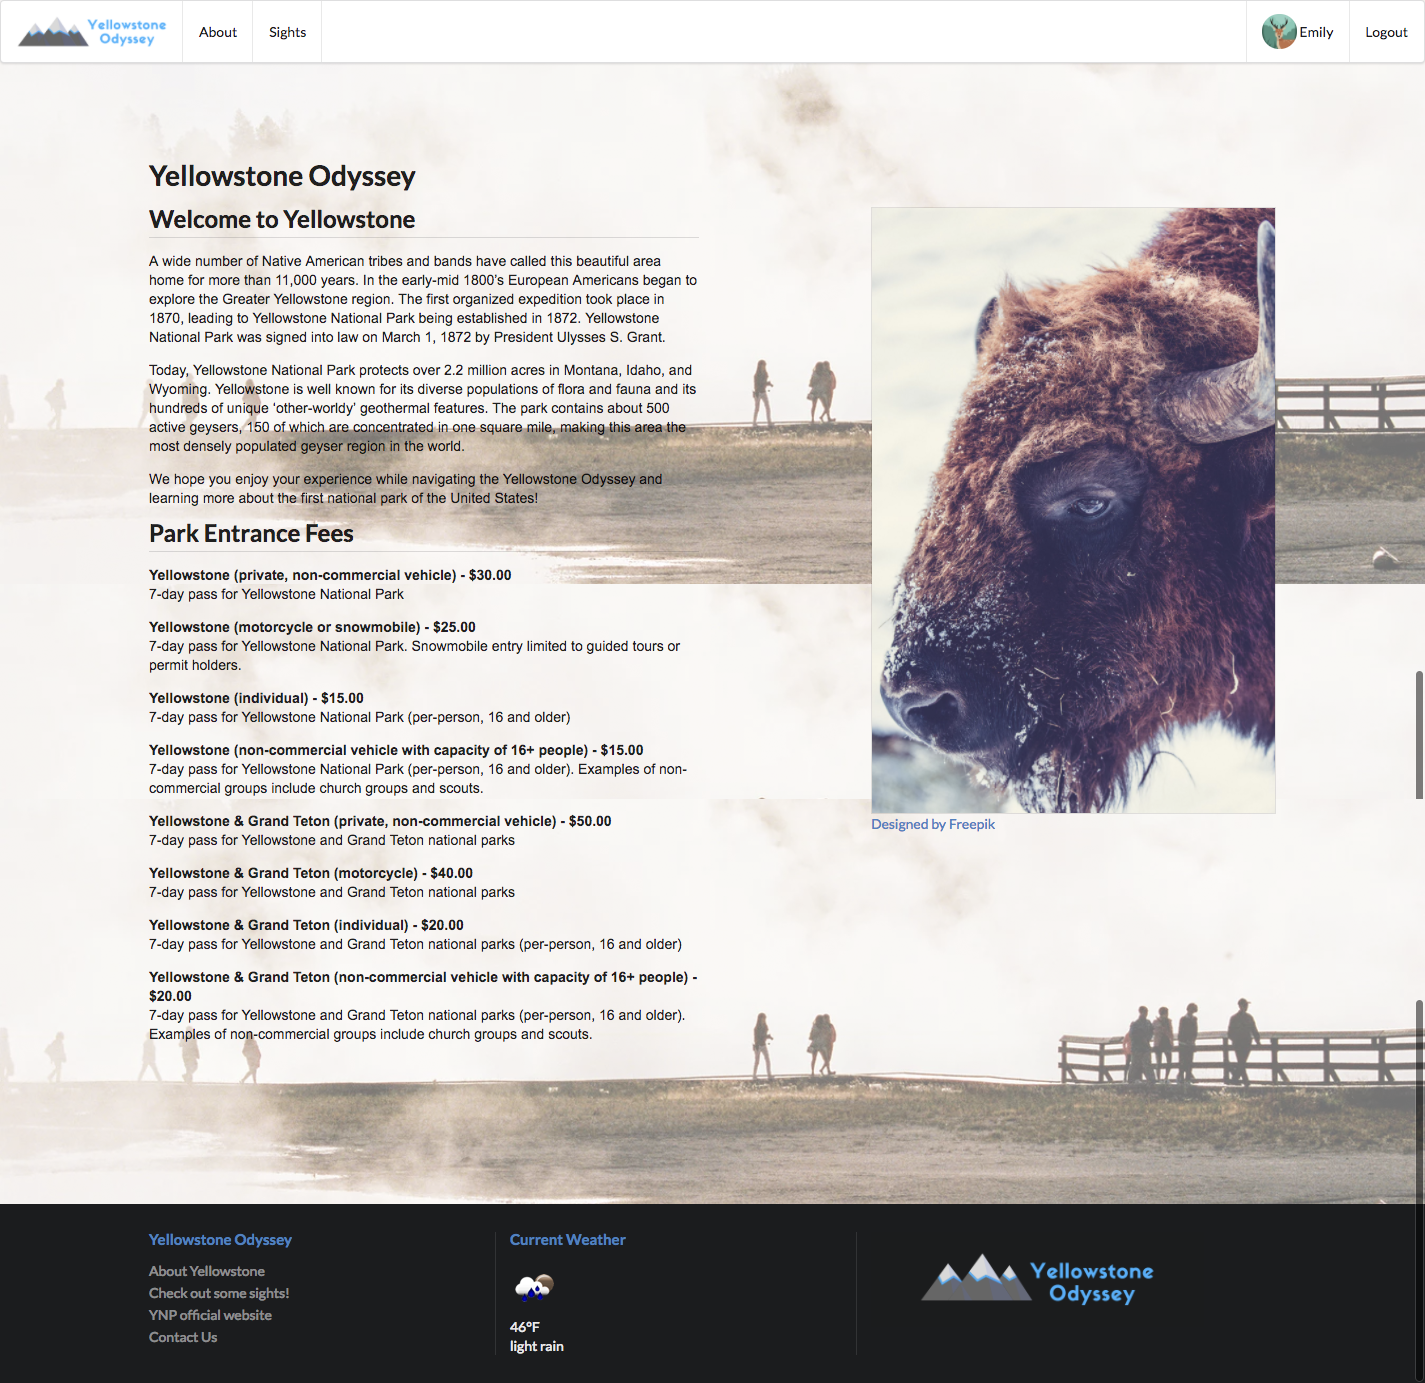 Yellowstone
Odyssey
About
Sights
Emily
Logout
Yellowstone Odyssey
Welcome to Yellowstone
A wide number of Native American tribes and bands have called this beautiful area
home for more than 11,000 years. In the early-mid 1800’s European Americans began to
explore the Greater Yellowstone region. The first organized expedition took place in
1870, leading to Yellowstone National Park being established in 1872. Yellowstone
National Park was signed into law on March 1, 1872 by President Ulysses S. Grant.
Today, Yellowstone National Park protects over 2.2 million acres in Montana, Idaho, and
Wyoming. Yellowstone is well known for its diverse populations of flora and fauna and its
hundreds of unique ‘other-worldy’ geothermal features. The park contains about 500
active geysers, 150 of which are concentrated in one square mile, making this area the
most densely populated geyser region in the world.
We hope you enjoy your experience while navigating the Yellowstone Odyssey and
learning more about the first national park of the United States!
Park Entrance Fees
Yellowstone (private, non-commercial vehicle) - $30.00
7-day pass for Yellowstone National Park
Yellowstone (motorcycle or snowmobile) - $25.00
7-day pass for Yellowstone National Park. Snowmobile entry limited to guided tours or
permit holders.
Yellowstone (individual) - $15.00
7-day pass for Yellowstone National Park (per-person, 16 and older)
Yellowstone (non-commercial vehicle with capacity of 16+ people) - $15.00
7-day pass for Yellowstone National Park (per-person, 16 and older). Examples of non-
commercial groups include church groups and scouts.
Yellowstone & Grand Teton (private, non-commercial vehicle) - $50.00
7-day pass for Yellowstone and Grand Teton national parks
Yellowstone & Grand Teton (motorcycle) - $40.00
7-day pass for Yellowstone and Grand Teton national parks
Yellowstone & Grand Teton (individual) - $20.00
7-day pass for Yellowstone and Grand Teton national parks (per-person, 16 and older)
Yellowstone & Grand Teton (non-commercial vehicle with capacity of 16+ people) -
$20.00
7-day pass for Yellowstone and Grand Teton national parks (per-person, 16 and older).
Examples of non-commercial groups include church groups and scouts.
Designed by Freepik
Yellowstone Odyssey
About Yellowstone
Check out some sights!
YNP official website
Contact Us
Current Weather
46°F
light rain
Yellowstone
Odyssey